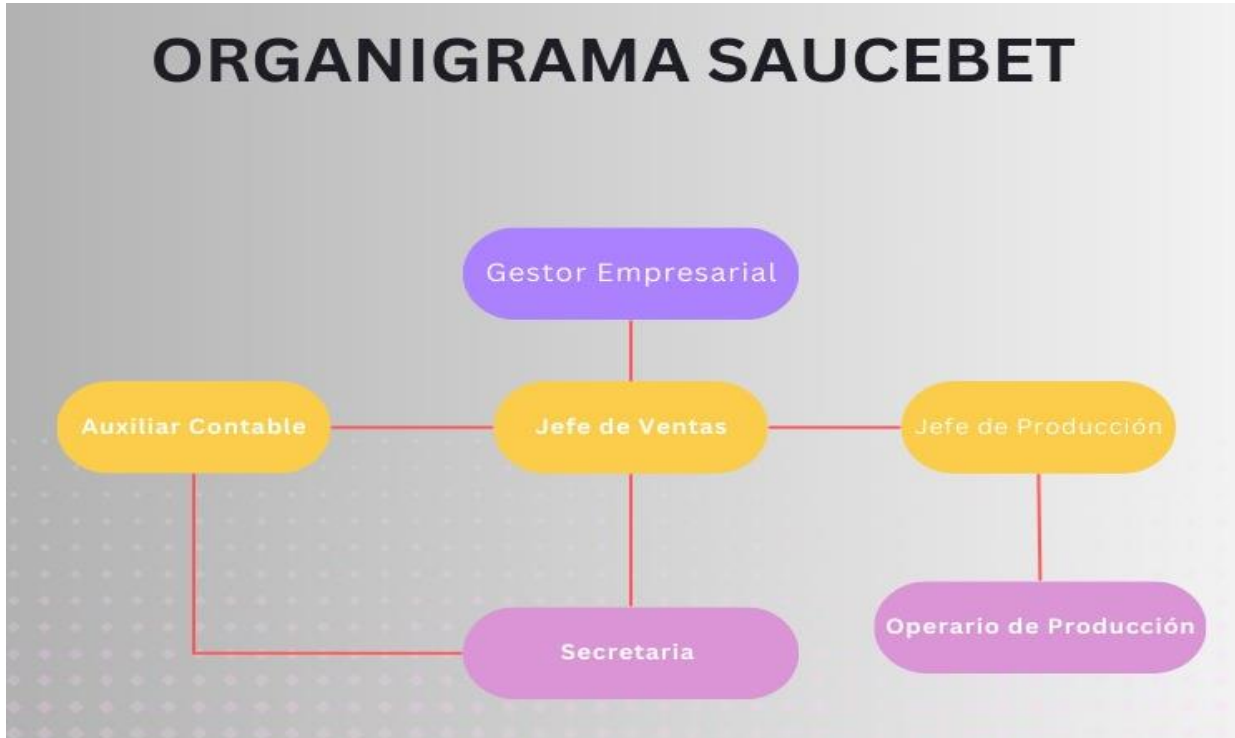 ORGANIGRAMA SAUCEBET
Gestor Empresarial
Auxiliar Contable
Jefe de Ventas
Jefe de Producción
Secretaria
Operario de Producción